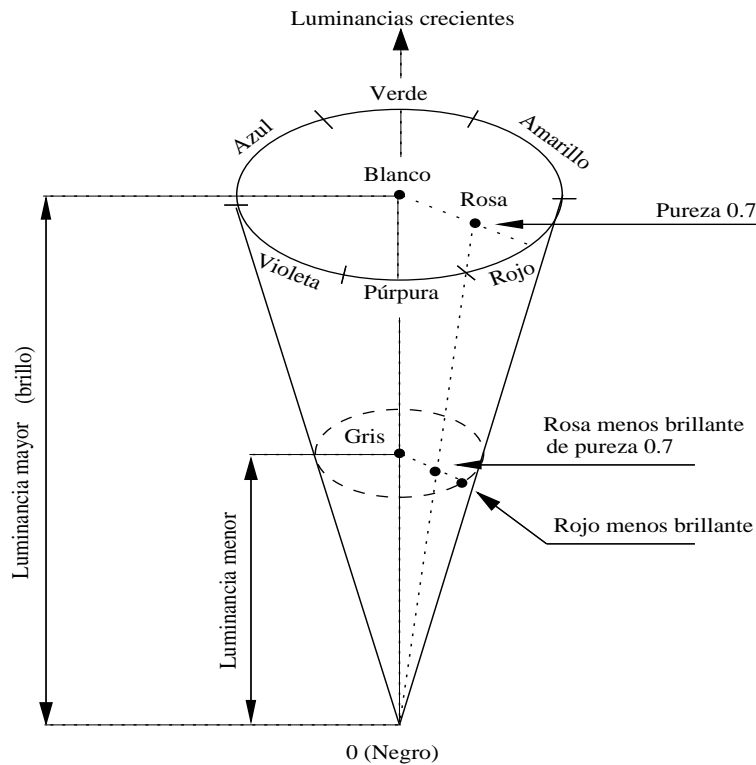 Luminancias crecientes
Verde
Azul
Amarillo
Blanco
Rosa
Pureza 0.7
Violeta
Púrpura
Rojo
Luminancia mayor (brillo)
Gris
Rosa menos brillante
de pureza 0.7
Rojo menos brillante
Luminancia menor
0 (Negro)